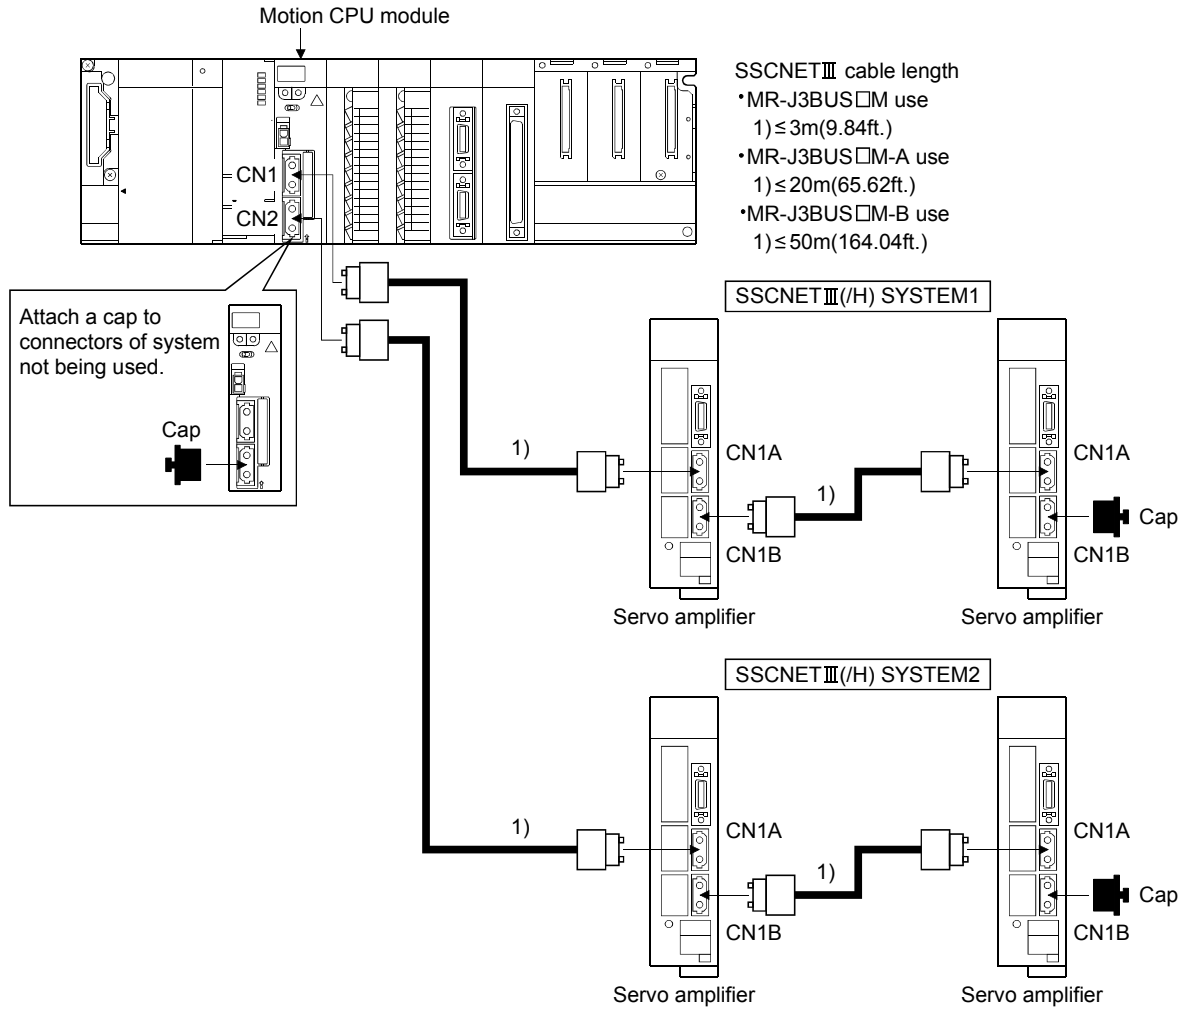 Motion CPU module
SSCNETⅢ cable length
•MR-J3BUS□M use
1)≤3m(9.84ft.)
•MR-J3BUS□M-A use
1)≤20m(65.62ft.)
•MR-J3BUS□M-B use
1)≤50m(164.04ft.)
CN1
CN2
Attach a cap to
connectors of system
not being used.
Cap
SSCNETⅢ(/H) SYSTEM1
1)
CN1A
1)
CN1A
Cap
CN1B
CN1B
Servo amplifier
Servo amplifier
SSCNETⅢ(/H) SYSTEM2
1)
CN1A
1)
CN1A
Cap
CN1B
CN1B
Servo amplifier
Servo amplifier